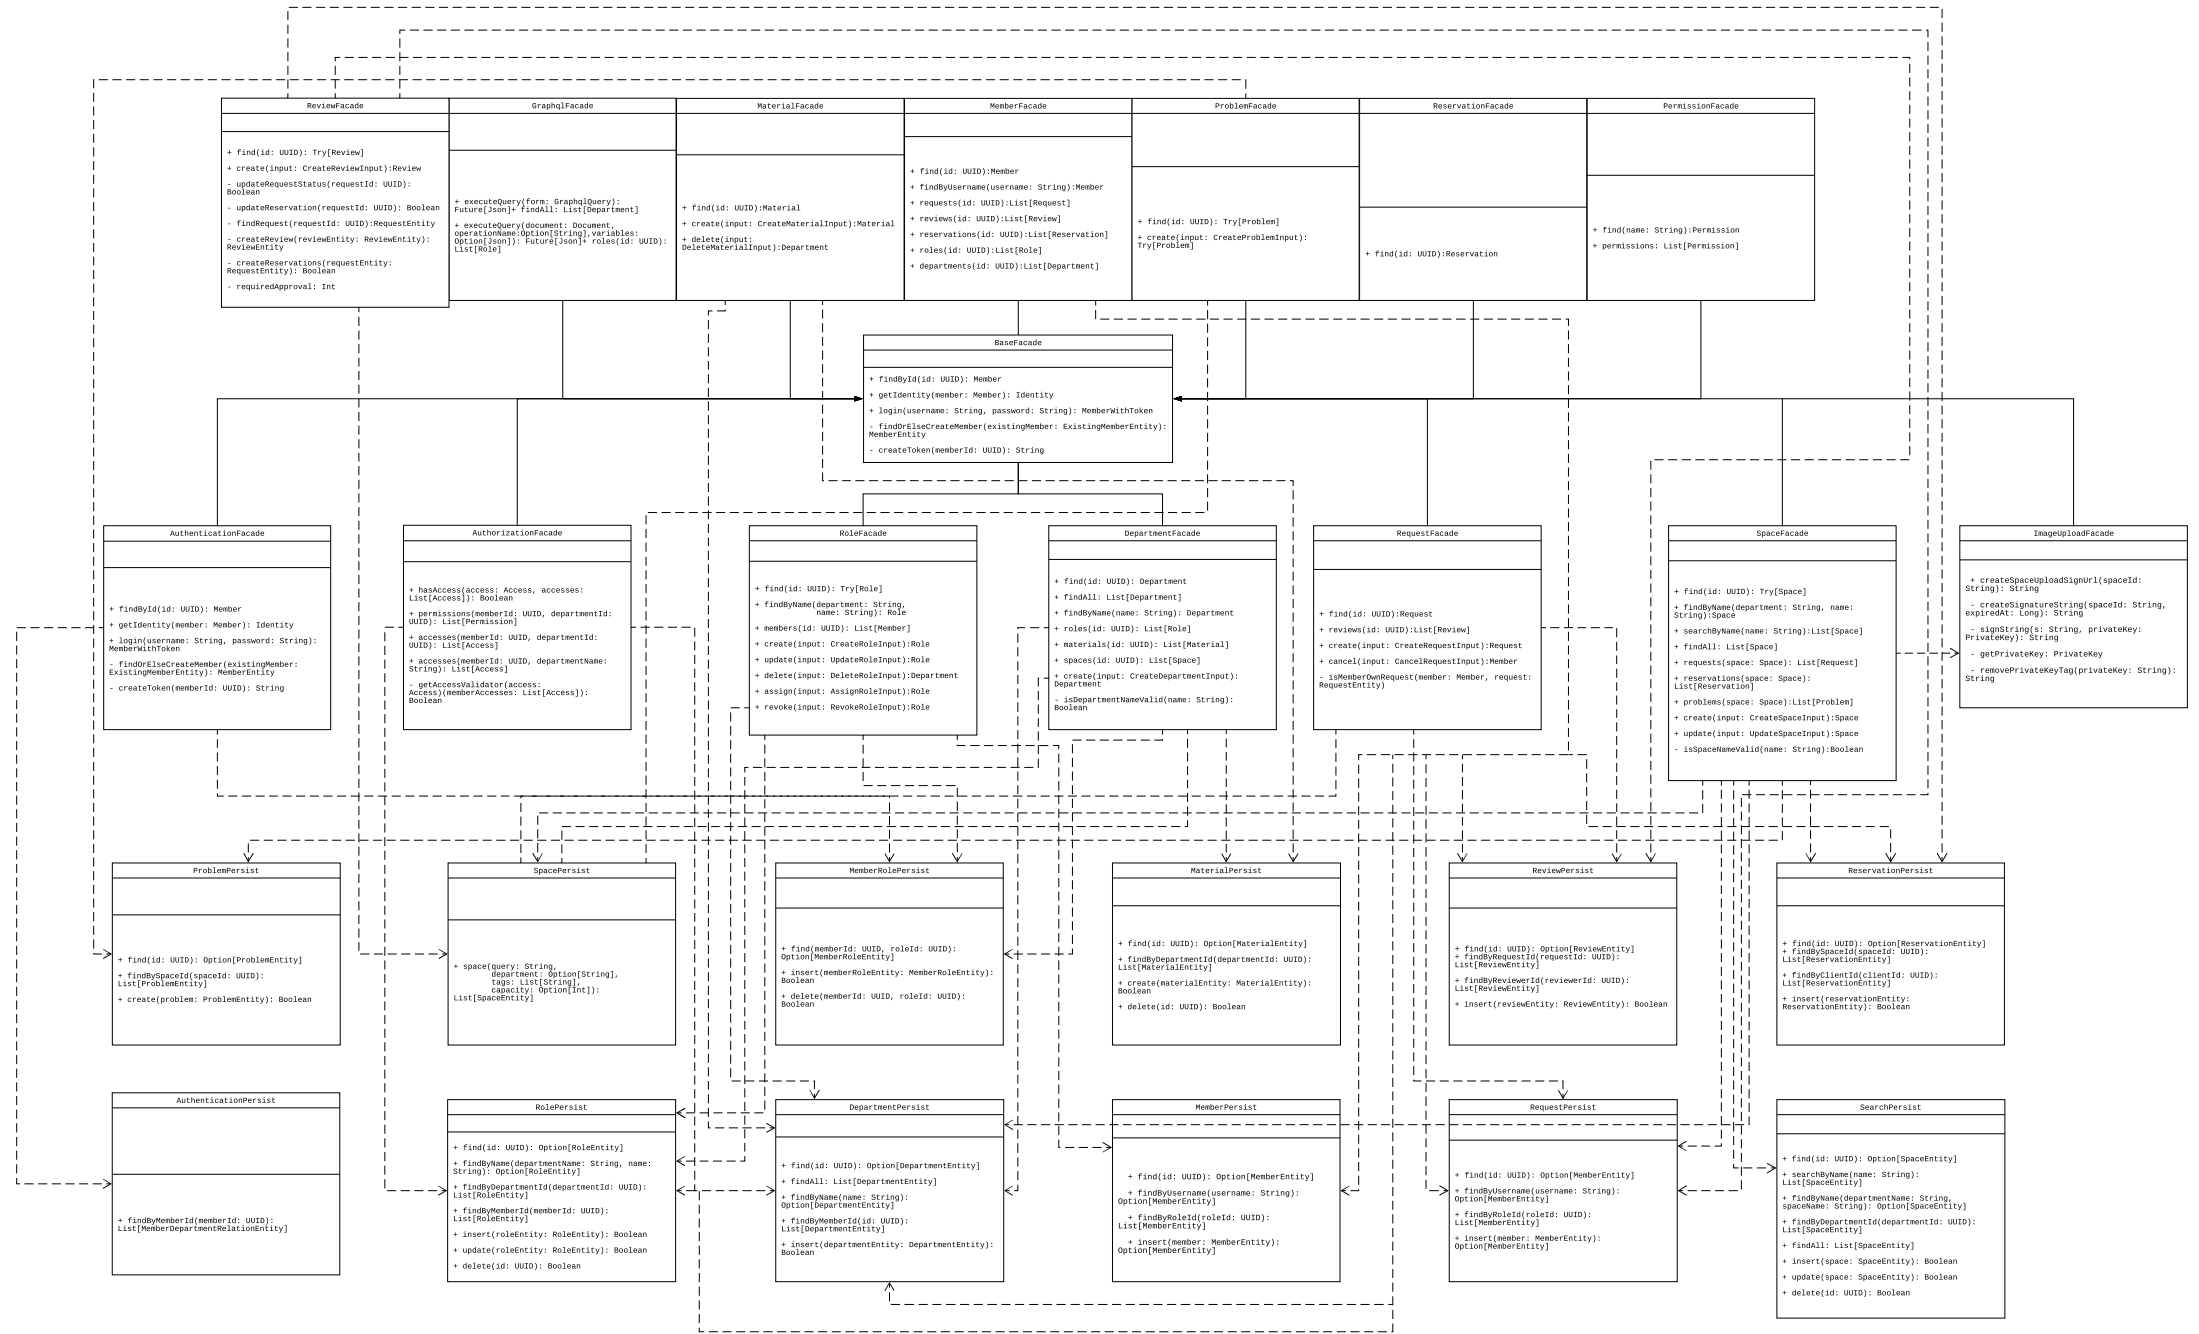 ReviewFacade
+ find(id: UUID): Try[Review]
+ create(input: CreateReviewInput):Review
- updateRequestStatus(requestId: UUID):
Boolean
- updateReservation(requestId: UUID): Boolean
- findRequest(requestId: UUID):RequestEntity
- createReview(reviewEntity: ReviewEntity):
ReviewEntity
- createReservations(requestEntity:
RequestEntity): Boolean
- requiredApproval: Int
GraphqlFacade
+ executeQuery(form: GraphqlQuery):
Future[Json]+ findAll: List[Department]
+ executeQuery(document: Document,
operationName:Option[String],variables:
Option[Json]): Future[Json]+ roles(id: UUID):
List[Role]
MaterialFacade
+ find(id: UUID):Material
+ create(input: CreateMaterialInput):Material
+ delete(input:
DeleteMaterialInput):Department
MemberFacade
+ find(id: UUID):Member
+ findByUsername(username: String):Member
+ requests(id: UUID):List[Request]
+ reviews(id: UUID):List[Review]
+ reservations(id: UUID):List[Reservation]
+ roles(id: UUID):List[Role]
+ departments(id: UUID):List[Department]
ProblemFacade
+ find(id: UUID): Try[Problem]
+ create(input: CreateProblemInput):
Try[Problem]
ReservationFacade
+ find(id: UUID):Reservation
PermissionFacade
+ find(name: String):Permission
+ permissions: List[Permission]
BaseFacade
+ findById(id: UUID): Member
+ getIdentity(member: Member): Identity
+ login(username: String, password: String): MemberWithToken
- findOrElseCreateMember(existingMember: ExistingMemberEntity):
MemberEntity
- createToken(memberId: UUID): String
AuthenticationFacade
+ findById(id: UUID): Member
+ getIdentity(member: Member): Identity
+ login(username: String, password: String):
MemberWithToken
- findOrElseCreateMember(existingMember:
ExistingMemberEntity): MemberEntity
- createToken(memberId: UUID): String
AuthorizationFacade
+ hasAccess(access: Access, accesses:
List[Access]): Boolean
+ permissions(memberId: UUID, departmentId:
UUID): List[Permission]
+ accesses(memberId: UUID, departmentId:
UUID): List[Access]
+ accesses(memberId: UUID, departmentName:
String): List[Access]
- getAccessValidator(access:
Access)(memberAccesses: List[Access]):
Boolean
RoleFacade
+ find(id: UUID): Try[Role]
+ findByName(department: String,
name: String): Role
+ members(id: UUID): List[Member]
+ create(input: CreateRoleInput):Role
+ update(input: UpdateRoleInput):Role
+ delete(input: DeleteRoleInput):Department
+ assign(input: AssignRoleInput):Role
+ revoke(input: RevokeRoleInput):Role
DepartmentFacade
+ find(id: UUID): Department
+ findAll: List[Department]
+ findByName(name: String): Department
+ roles(id: UUID): List[Role]
+ materials(id: UUID): List[Material]
+ spaces(id: UUID): List[Space]
+ create(input: CreateDepartmentInput):
Department
- isDepartmentNameValid(name: String):
Boolean
RequestFacade
+ find(id: UUID):Request
+ reviews(id: UUID):List[Review]
+ create(input: CreateRequestInput):Request
+ cancel(input: CancelRequestInput):Member
- isMemberOwnRequest(member: Member, request:
RequestEntity)
SpaceFacade
+ find(id: UUID): Try[Space]
+ findByName(department: String, name:
String):Space
+ searchByName(name: String):List[Space]
+ findAll: List[Space]
+ requests(space: Space): List[Request]
+ reservations(space: Space):
List[Reservation]
+ problems(space: Space):List[Problem]
+ create(input: CreateSpaceInput):Space
+ update(input: UpdateSpaceInput):Space
- isSpaceNameValid(name: String):Boolean
ImageUploadFacade
+ createSpaceUploadSignUrl(spaceId:
String): String
- createSignatureString(spaceId: String,
expiredAt: Long): String
- signString(s: String, privateKey:
PrivateKey): String
- getPrivateKey: PrivateKey
- removePrivateKeyTag(privateKey: String):
String
ProblemPersist
+ find(id: UUID): Option[ProblemEntity]
+ findBySpaceId(spaceId: UUID):
List[ProblemEntity]
+ create(problem: ProblemEntity): Boolean
SpacePersist
+ space(query: String,
department: Option[String],
tags: List[String],
capacity: Option[Int]):
List[SpaceEntity]
MemberRolePersist
+ find(memberId: UUID, roleId: UUID):
Option[MemberRoleEntity]
+ insert(memberRoleEntity: MemberRoleEntity):
Boolean
+ delete(memberId: UUID, roleId: UUID):
Boolean
MaterialPersist
+ find(id: UUID): Option[MaterialEntity]
+ findByDepartmentId(departmentId: UUID):
List[MaterialEntity]
+ create(materialEntity: MaterialEntity):
Boolean
+ delete(id: UUID): Boolean
ReviewPersist
+ find(id: UUID): Option[ReviewEntity]
+ findByRequestId(requestId: UUID):
List[ReviewEntity]
+ findByReviewerId(reviewerId: UUID):
List[ReviewEntity]
+ insert(reviewEntity: ReviewEntity): Boolean
ReservationPersist
+ find(id: UUID): Option[ReservationEntity]
+ findBySpaceId(spaceId: UUID):
List[ReservationEntity]
+ findByClientId(clientId: UUID):
List[ReservationEntity]
+ insert(reservationEntity:
ReservationEntity): Boolean
AuthenticationPersist
+ findByMemberId(memberId: UUID):
List[MemberDepartmentRelationEntity]
RolePersist
+ find(id: UUID): Option[RoleEntity]
+ findByName(departmentName: String, name:
String): Option[RoleEntity]
+ findByDepartmentId(departmentId: UUID):
List[RoleEntity]
+ findByMemberId(memberId: UUID):
List[RoleEntity]
+ insert(roleEntity: RoleEntity): Boolean
+ update(roleEntity: RoleEntity): Boolean
+ delete(id: UUID): Boolean
DepartmentPersist
+ find(id: UUID): Option[DepartmentEntity]
+ findAll: List[DepartmentEntity]
+ findByName(name: String):
Option[DepartmentEntity]
+ findByMemberId(id: UUID):
List[DepartmentEntity]
+ insert(departmentEntity: DepartmentEntity):
Boolean
MemberPersist
+ find(id: UUID): Option[MemberEntity]
+ findByUsername(username: String):
Option[MemberEntity]
+ findByRoleId(roleId: UUID):
List[MemberEntity]
+ insert(member: MemberEntity):
Option[MemberEntity]
RequestPersist
+ find(id: UUID): Option[MemberEntity]
+ findByUsername(username: String):
Option[MemberEntity]
+ findByRoleId(roleId: UUID):
List[MemberEntity]
+ insert(member: MemberEntity):
Option[MemberEntity]
SearchPersist
+ find(id: UUID): Option[SpaceEntity]
+ searchByName(name: String):
List[SpaceEntity]
+ findByName(departmentName: String,
spaceName: String): Option[SpaceEntity]
+ findByDepartmentId(departmentId: UUID):
List[SpaceEntity]
+ findAll: List[SpaceEntity]
+ insert(space: SpaceEntity): Boolean
+ update(space: SpaceEntity): Boolean
+ delete(id: UUID): Boolean